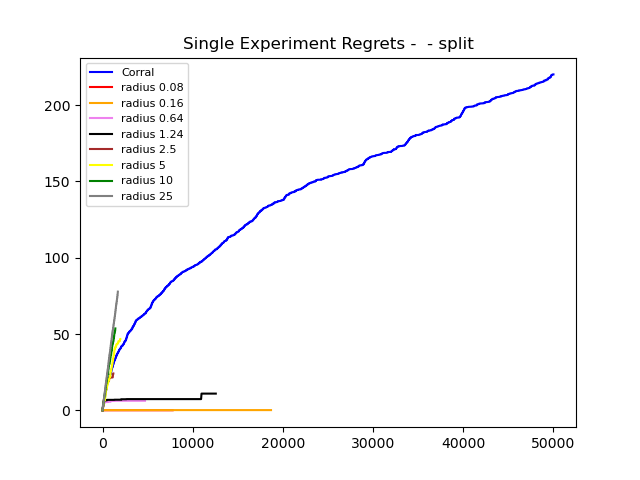 Single Experiment Regrets -  - split
Corral
radius 0.08
radius 0.16
radius 0.64
radius 1.24
radius 2.5
radius 5
radius 10
radius 25
200
150
100
50
0
0 10000 20000 30000 40000 50000